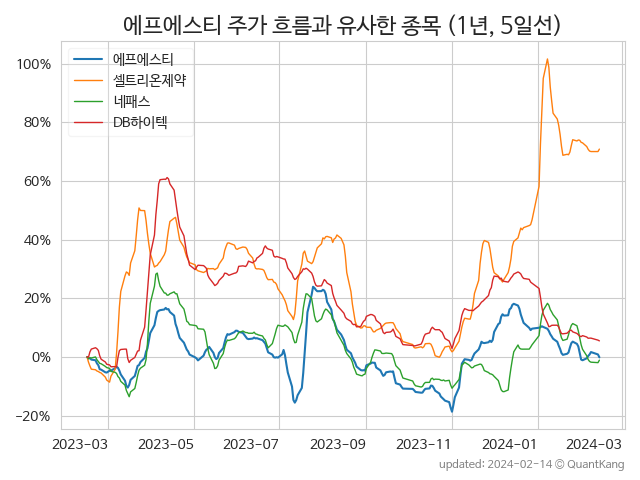 에프에스티 주가 흐름과 유사한 종목 (1년, 5일선)
에프에스티
셀트리온제약
네패스
DB하이텍
100%
80%
60%
40%
20%
0%
−20%
2023-03 2023-05 2023-07 2023-09 2023-11 2024-01 2024-03
updated: 2024-02-14 © QuantKang